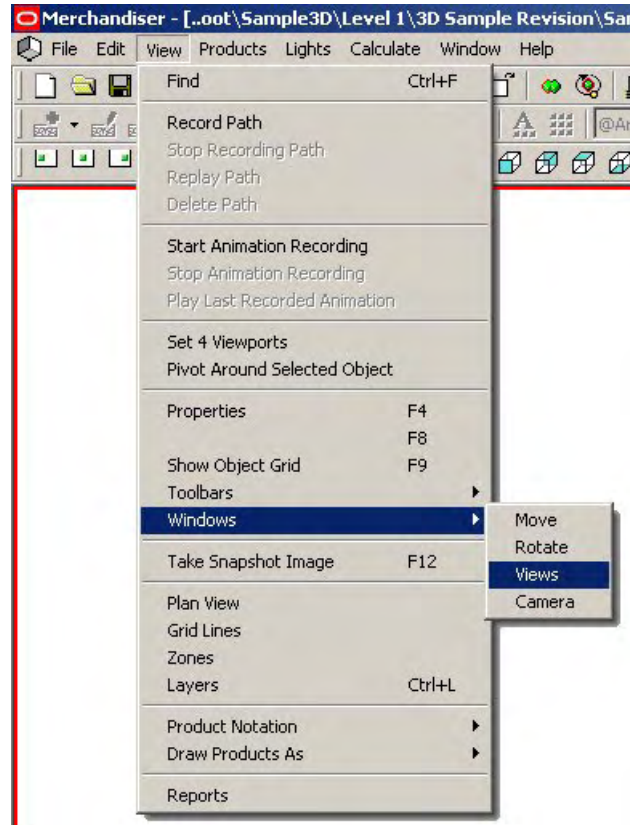 Merchandiser - [..oot\Sample3D\Level 1\3D Sample Revision\Sar
File Edit View Products Lights Calculate Window Help
@Ar
Find Ctrl+F
Record Path
Stop Recording Path
Replay Path
Delete Path
Start Animation Recording
Stop Animation Recording
Play Last Recorded Animation
Set 4 Viewports
Pivot Around Selected Object
Properties F4
F8
Show Object Grid F9
Toolbars
Windows
Move
Rotate
Views
Camera
Take Snapshot Image F12
Plan View
Grid Lines
Zones
Layers Ctrl+L
Product Notation
Draw Products As
Reports